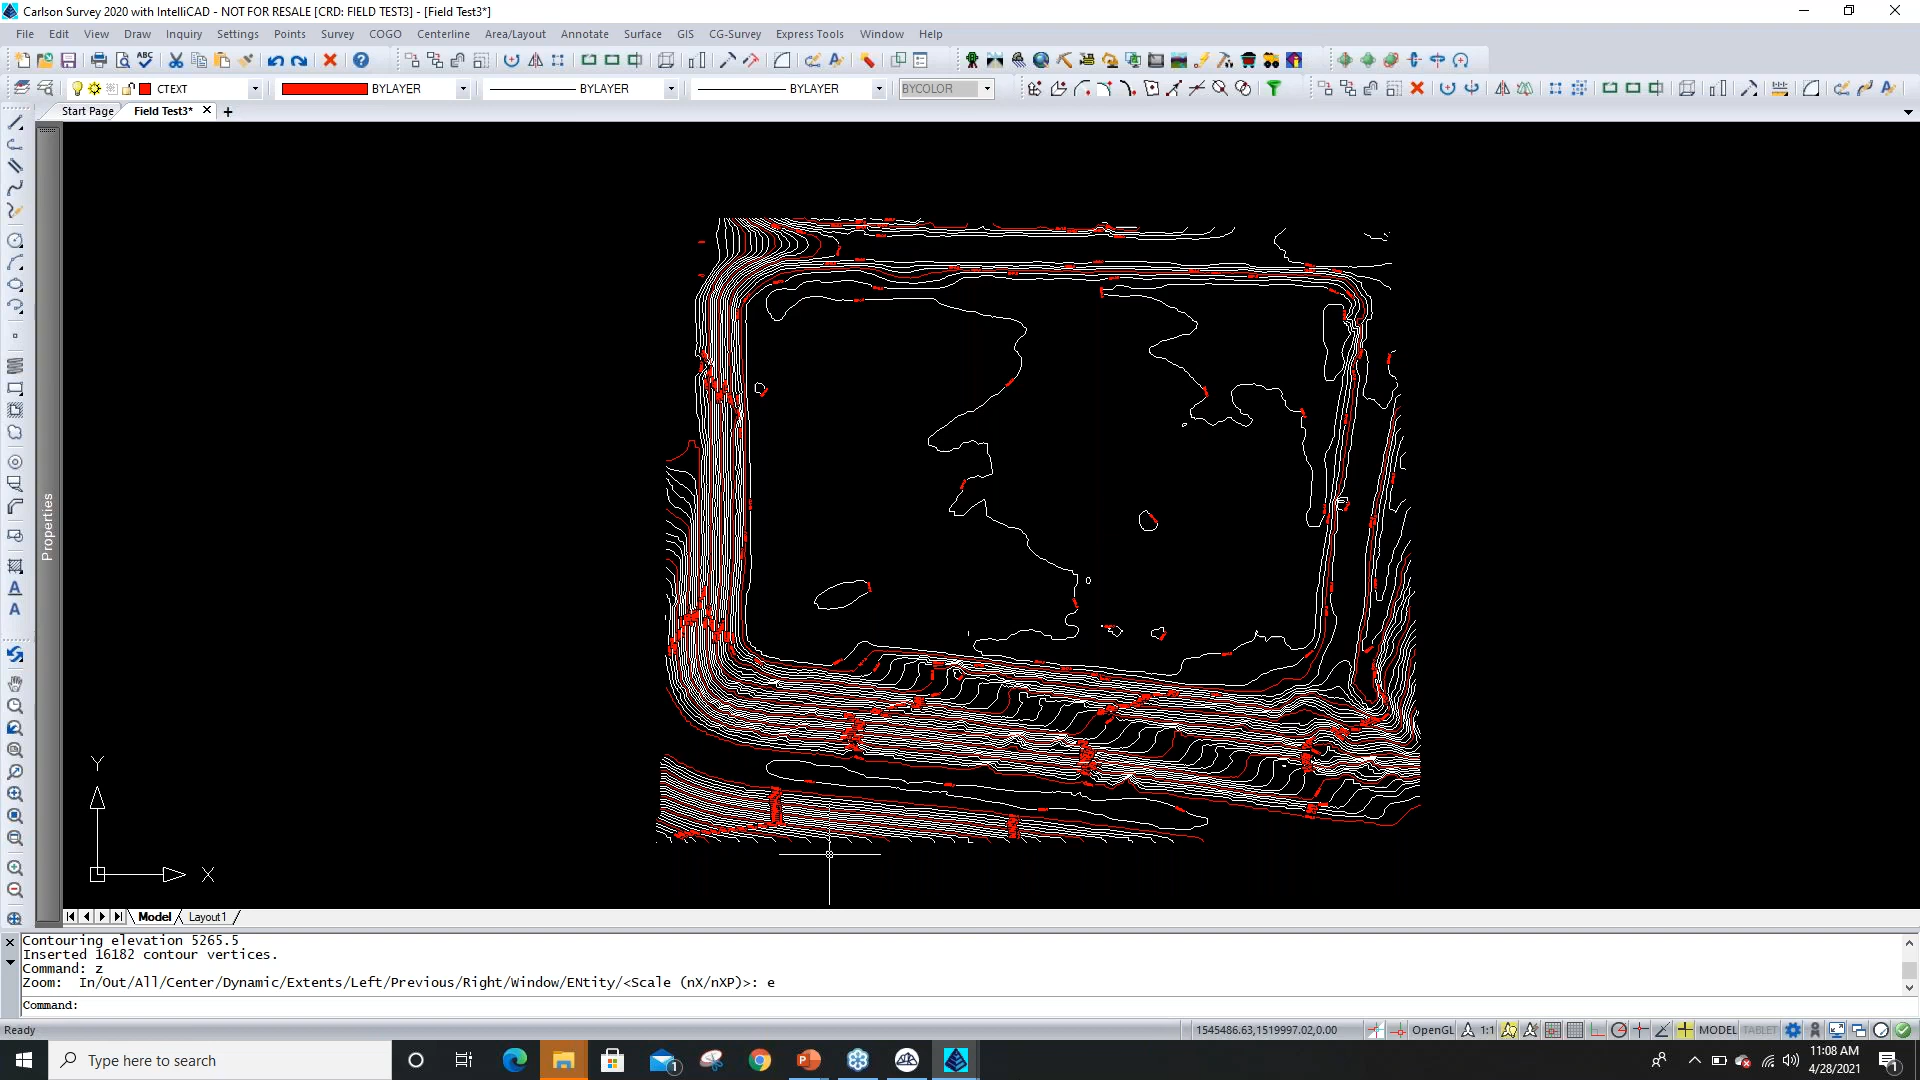 Carlson Survey 2020 with IntelliCAD - NOT FOR RESALE [CRD: FIELD TEST3] - [Field Test3*]
File Edit View Draw Inquiry Settings Points Survey COGO Centerline Area/Layout Annotate Surface GIS CG-Survey Express Tools Window Help
CTEXT BYLAYER BYLAYER BYLAYER BYCOLOR
Start Page Field Test3*
Properties
Y
X
Model Layout1
Contouring elevation 5265.5
Inserted 16182 contour vertices.
Command: z
Zoom: In/Out/All/Center/Dynamic/Extents/Left/Previous/Right/Window/ENtity/<Scale (nX/nXP)>: e
Command:
Ready 1545486.63,1519997.02,0.00 OpenGL 1:1 MODEL TABLET
Type here to search
11:08 AM
4/28/2021